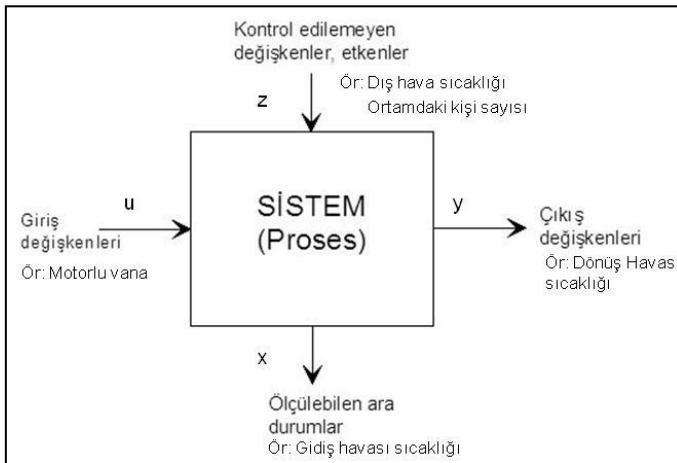 Kontrol edilemeyen
değişkenler, etkenler
Ör: Dış hava sıcaklığı
Ortamdaki kişi sayısı
z
u
SİSTEM
(Proses)
y
Giriş
değişkenleri
Ör: Motorlu vana
Çıkış
değişkenleri
Ör: Dönüş Havas
sıcaklığı
x
Ölçülebilen ara
durumlar
Ör: Gidiş havası sıcaklığı